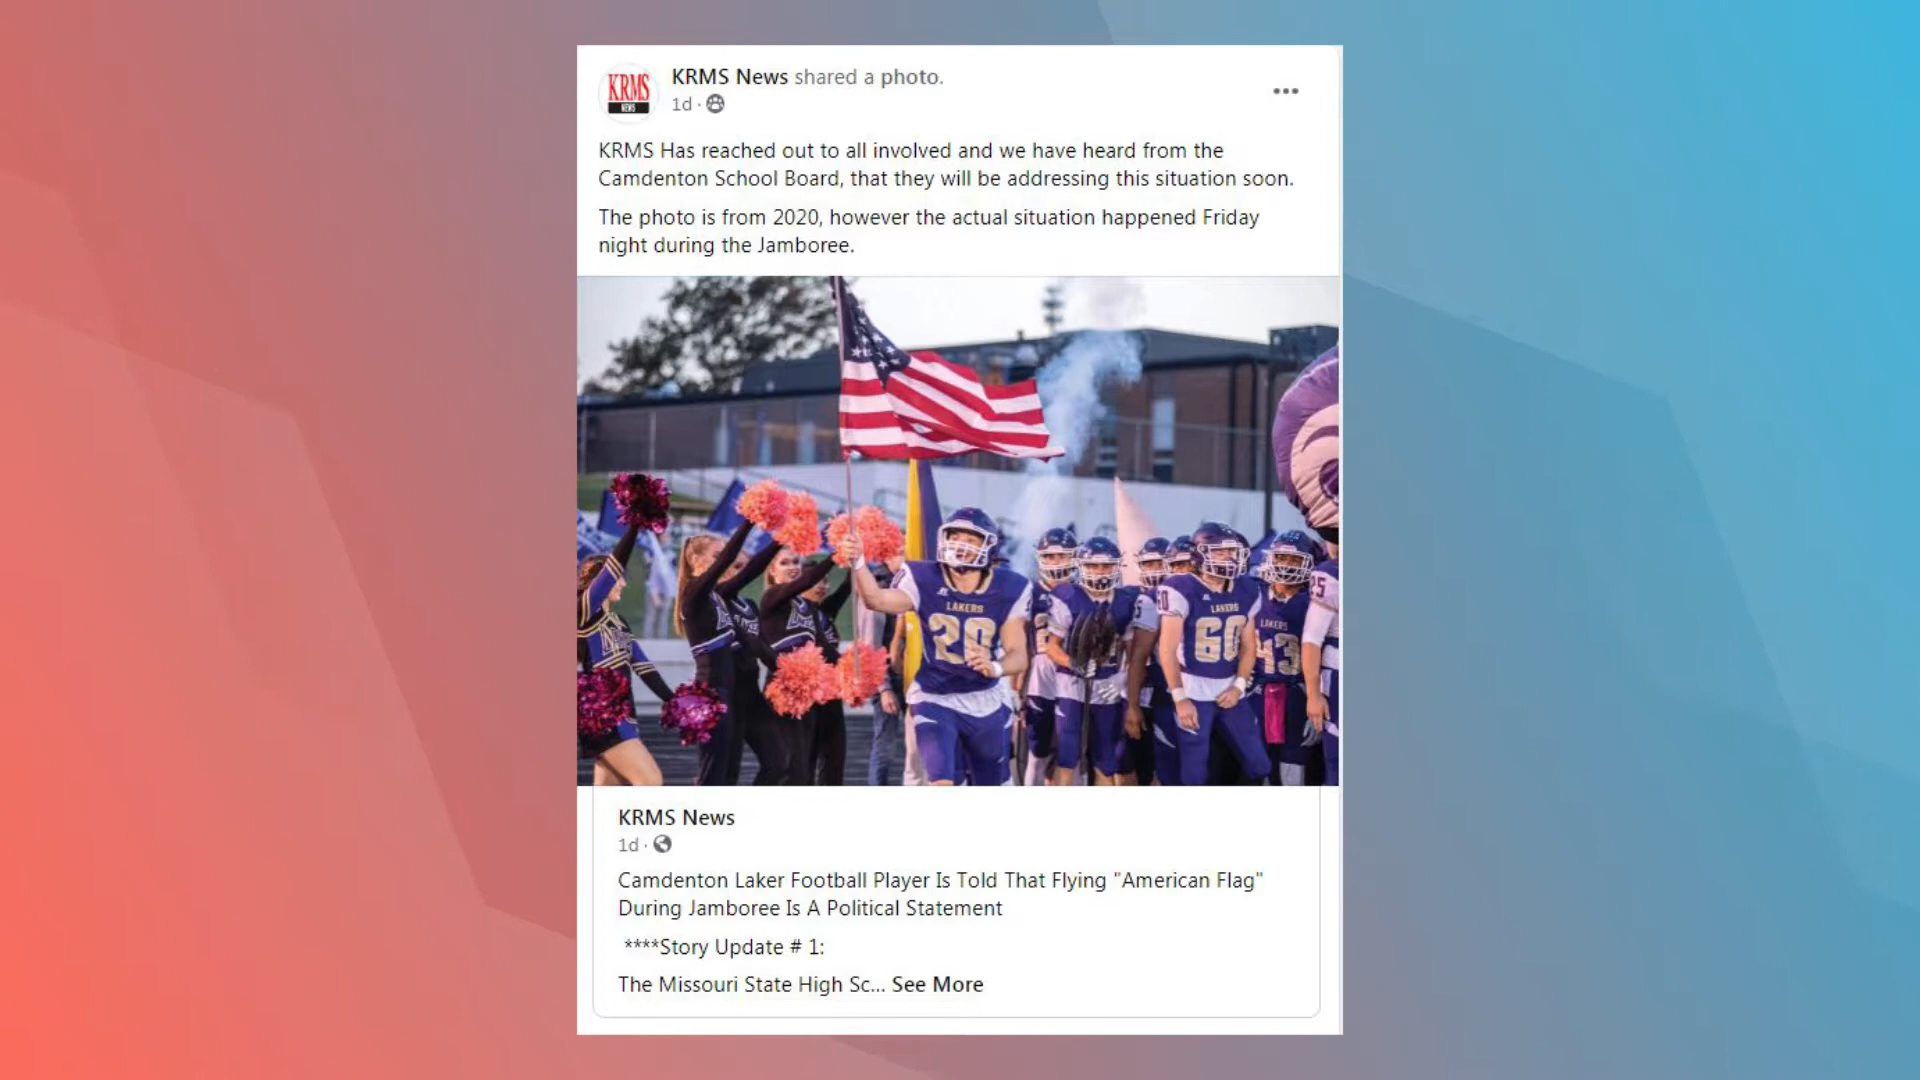 KRMS
NEWS
KRMS News shared a photo.
1d ·
KRMS Has reached out to all involved and we have heard from the
Camdenton School Board, that they will be addressing this situation soon.
The photo is from 2020, however the actual situation happened Friday
night during the Jamboree.
LAKERS
20
LAKERS
60
LAKERS
43
25
KRMS News
1d ·
Camdenton Laker Football Player Is Told That Flying "American Flag"
During Jamboree Is A Political Statement
****Story Update # 1:
The Missouri State High Sc... See More